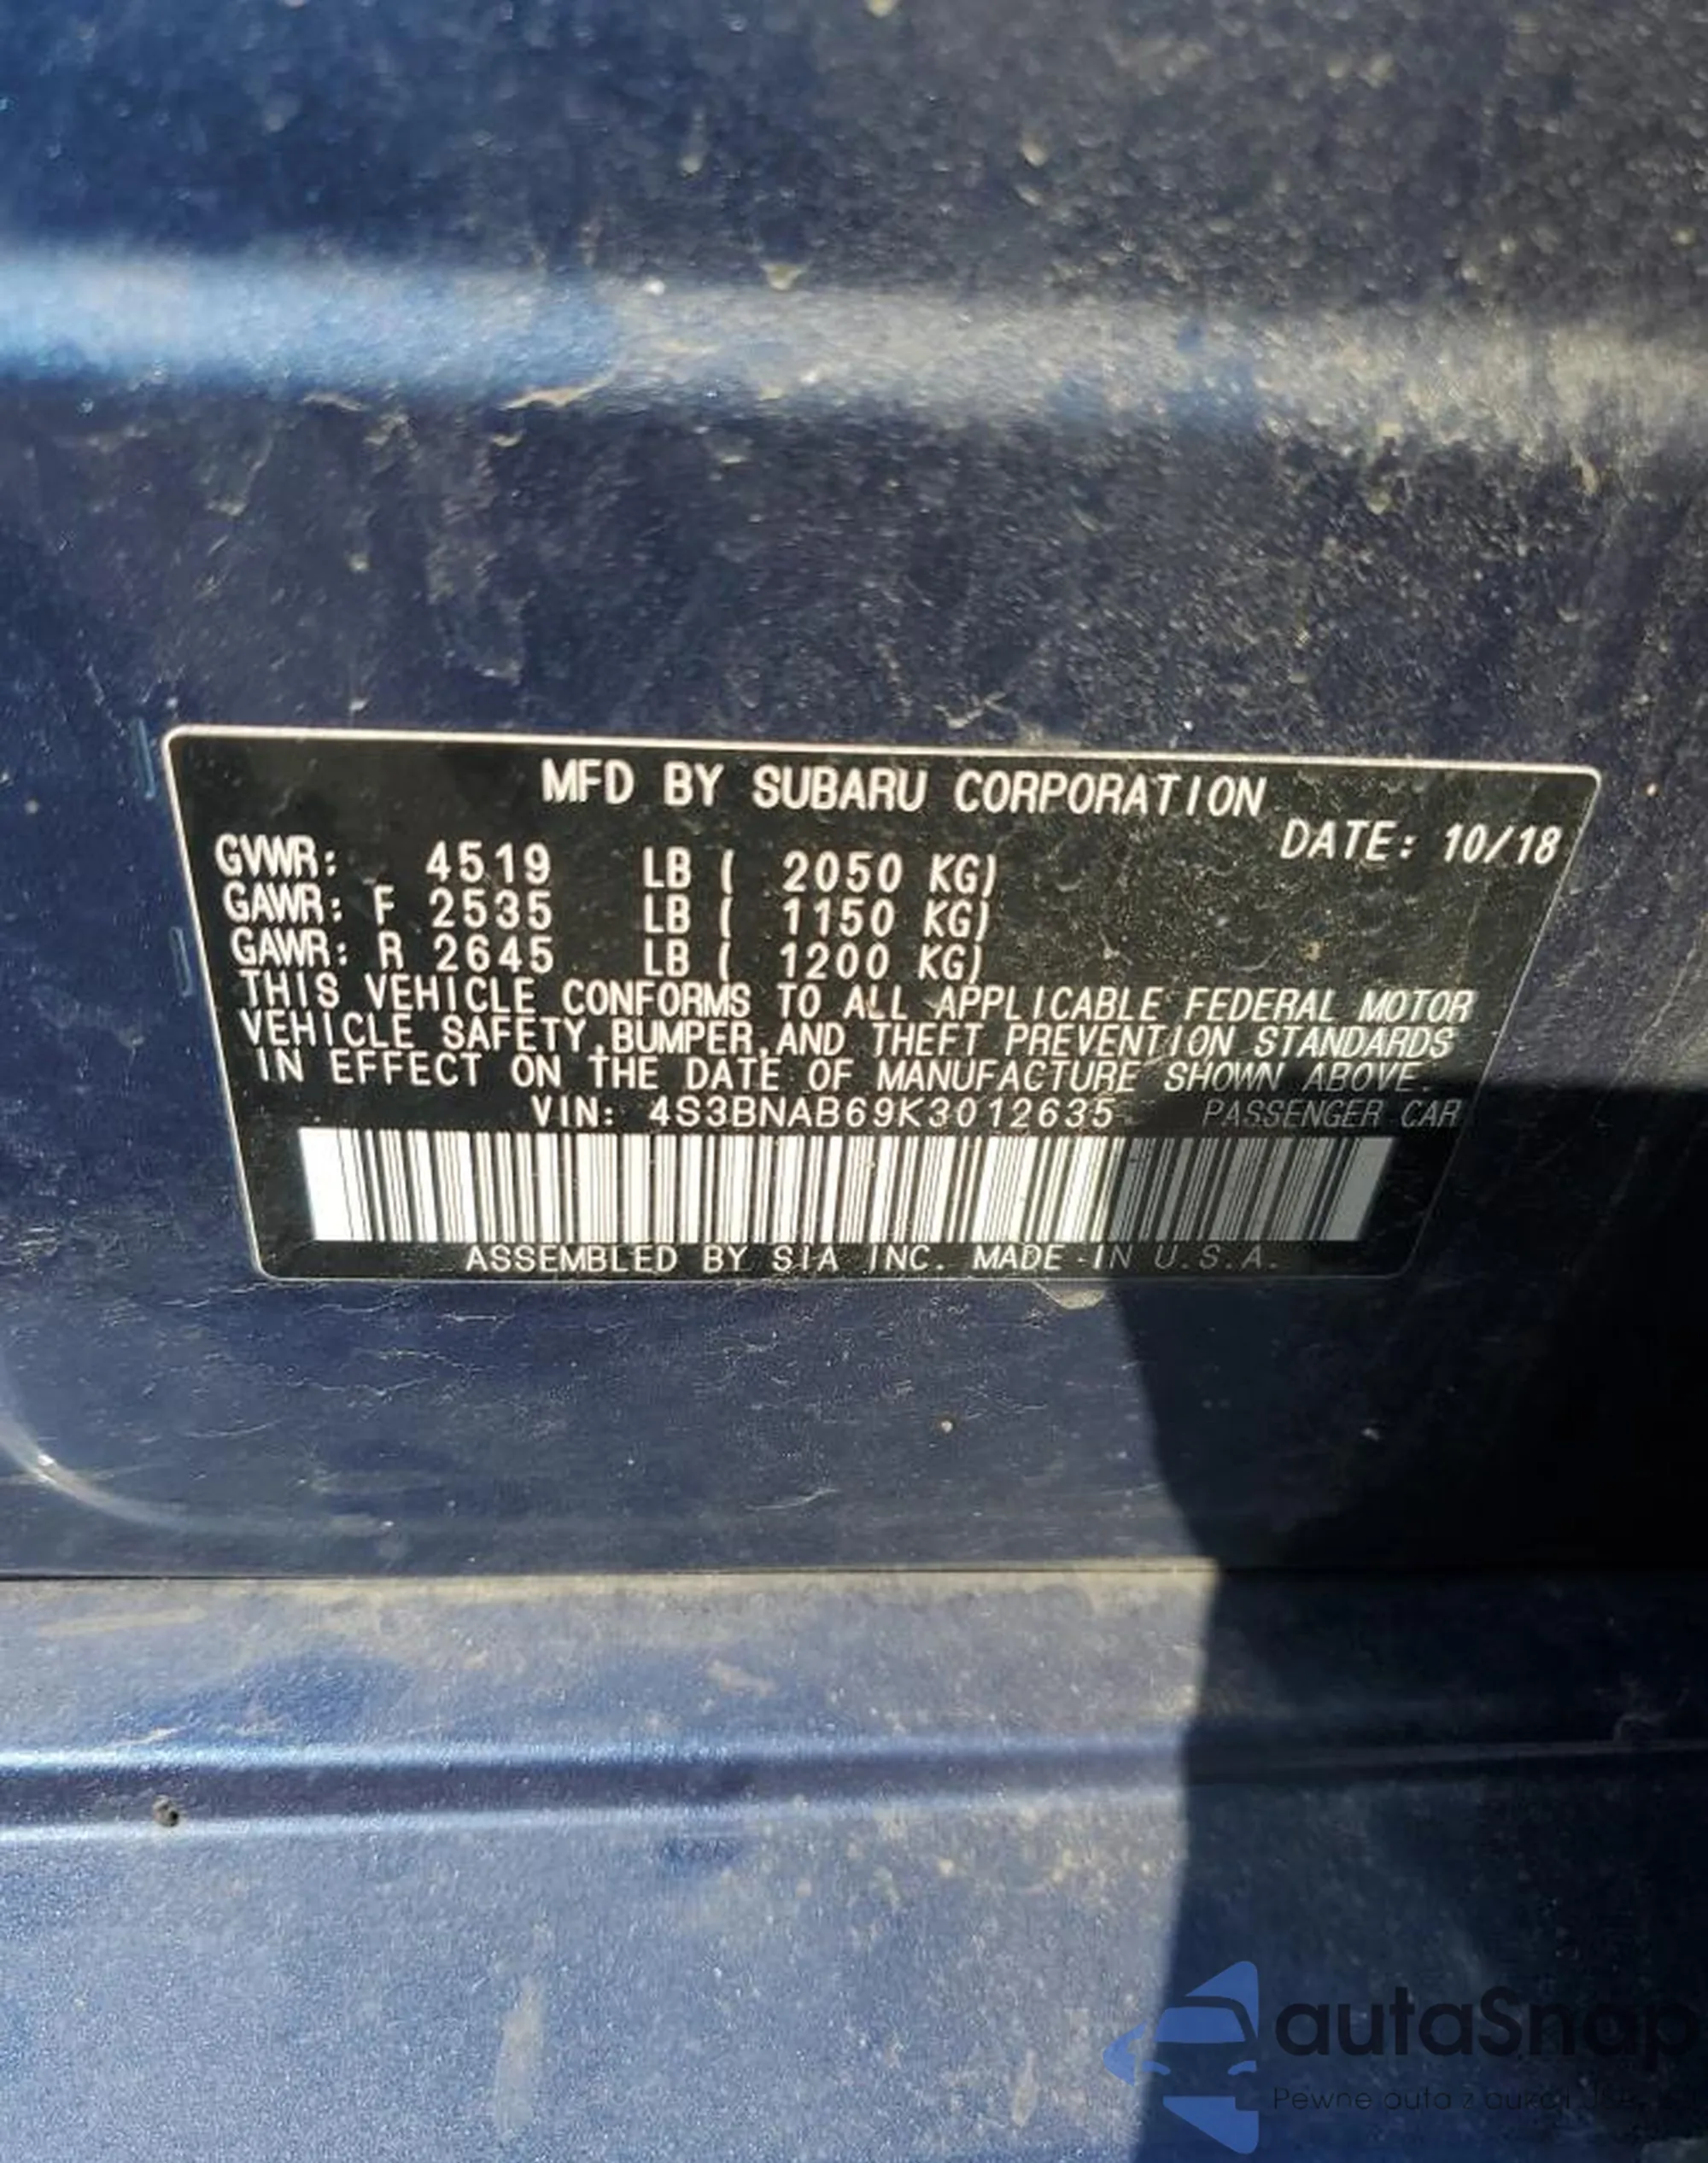 MFD BY SUBARU CORPORATION
DATE: 10/18
GVWR: 4519 LB ( 2050 KG)
GAWR: F 2535 LB ( 1150 KG)
GAWR: R 2645 LB ( 1200 KG)
THIS VEHICLE CONFORMS TO ALL APPLICABLE FEDERAL MOTOR
VEHICLE SAFETY,BUMPER,AND THEFT PREVENTION STANDARDS
IN EFFECT ON THE DATE OF MANUFACTURE SHOWN ABOVE.
VIN: 4S3BNAB69K3012635 PASSENGER CAR
ASSEMBLED BY SIA INC. MADE IN U.S.A.
autaSnap
Pewne auta z aukcji